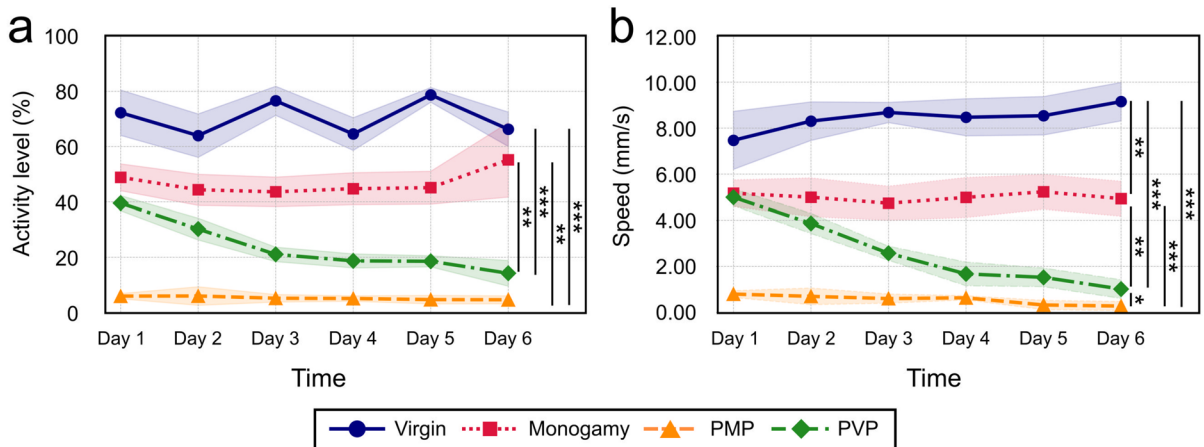 a
Activity level (%)
100
80
60
40
20
0
Day 1 Day 2 Day 3 Day 4 Day 5 Day 6
Time
**
***
**
***
b
Speed (mm/s)
12.00
10.00
8.00
6.00
4.00
2.00
0.00
Day 1 Day 2 Day 3 Day 4 Day 5 Day 6
Time
**
**
*
***
***
***
Virgin Monogamy PMP PVP